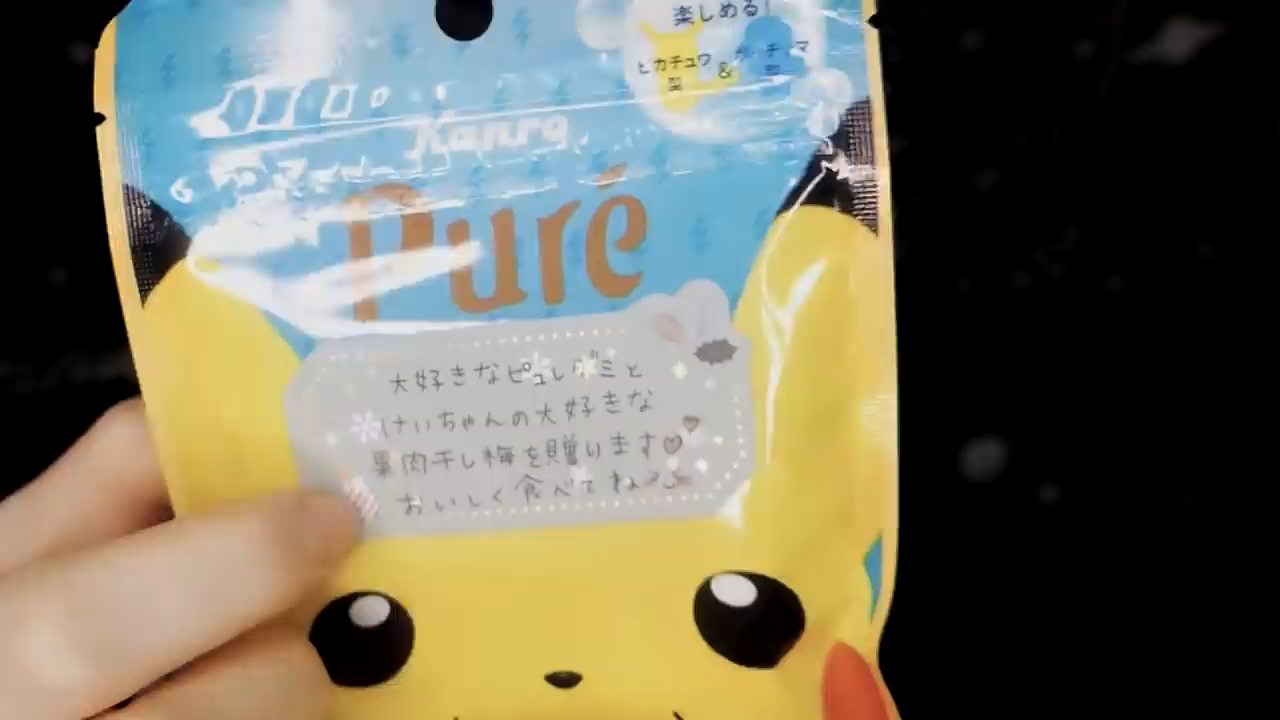 楽しめる!
ピカチュウ型 &
Kanro
Puré
大好きなピュレグミと
けいちゃんの大好きな
果肉干し梅を贈ります♡
おいしく食べてね